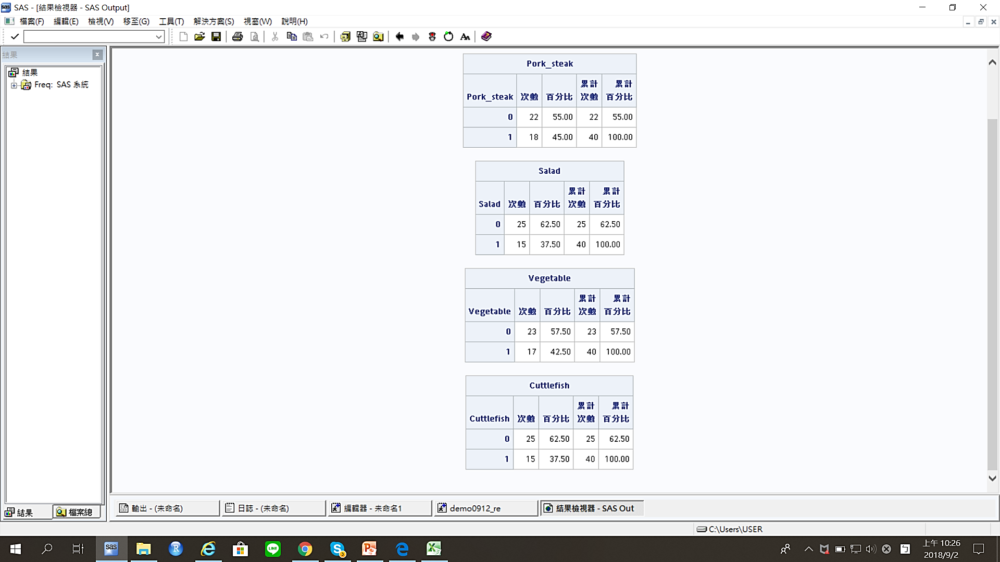 SAS - [結果檢視器 - SAS Output]
檔案(F) 編輯(E) 檢視(V) 移至(G) 工具(T) 解決方案(S) 視窗(W) 說明(H)
結果
結果
Freq: SAS 系統
Pork_steak
Pork_steak 次數 百分比 累計次數 累計百分比
0 22 55.00 22 55.00
1 18 45.00 40 100.00
Salad
Salad 次數 百分比 累計次數 累計百分比
0 25 62.50 25 62.50
1 15 37.50 40 100.00
Vegetable
Vegetable 次數 百分比 累計次數 累計百分比
0 23 57.50 23 57.50
1 17 42.50 40 100.00
Cuttlefish
Cuttlefish 次數 百分比 累計次數 累計百分比
0 25 62.50 25 62.50
1 15 37.50 40 100.00
結果 檔案總
輸出 - (未命名) 日誌 - (未命名) 編輯器 - 未命名1 demo0912_re 結果檢視器 - SAS Out
C:\Users\USER
上午 10:26
2018/9/2